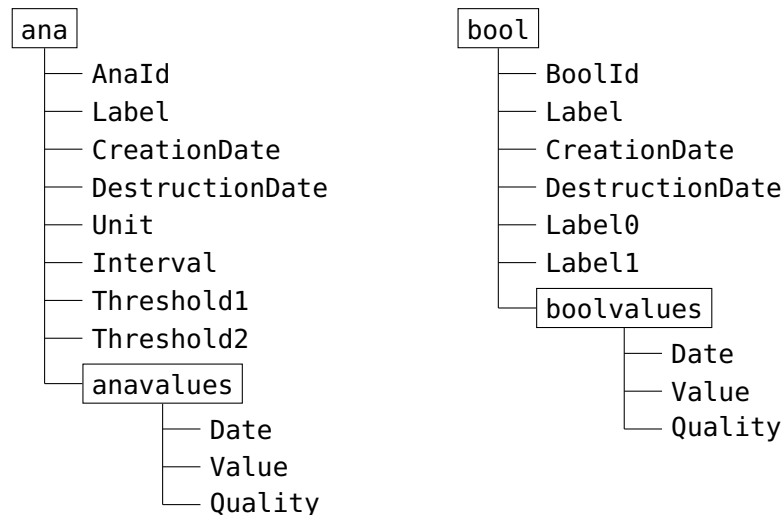 ana
AnaId
Label
CreationDate
DestructionDate
Unit
Interval
Threshold1
Threshold2
anavalues
Date
Value
Quality
bool
BoolId
Label
CreationDate
DestructionDate
Label0
Label1
boolvalues
Date
Value
Quality